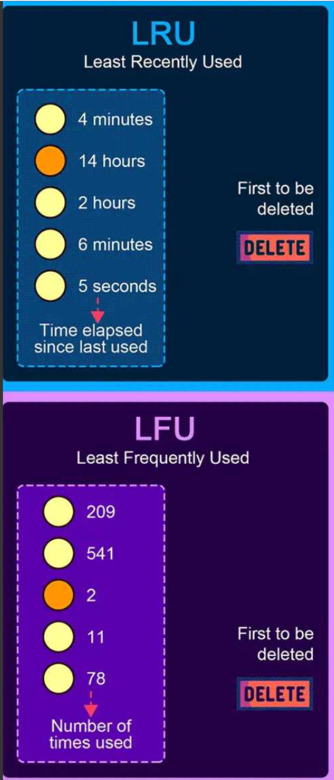 LRU
Least Recently Used
4 minutes
14 hours
2 hours
6 minutes
5 seconds
Time elapsed
since last used
First to be
deleted
DELETE
LFU
Least Frequently Used
209
541
2
11
78
Number of
times used
First to be
deleted
DELETE